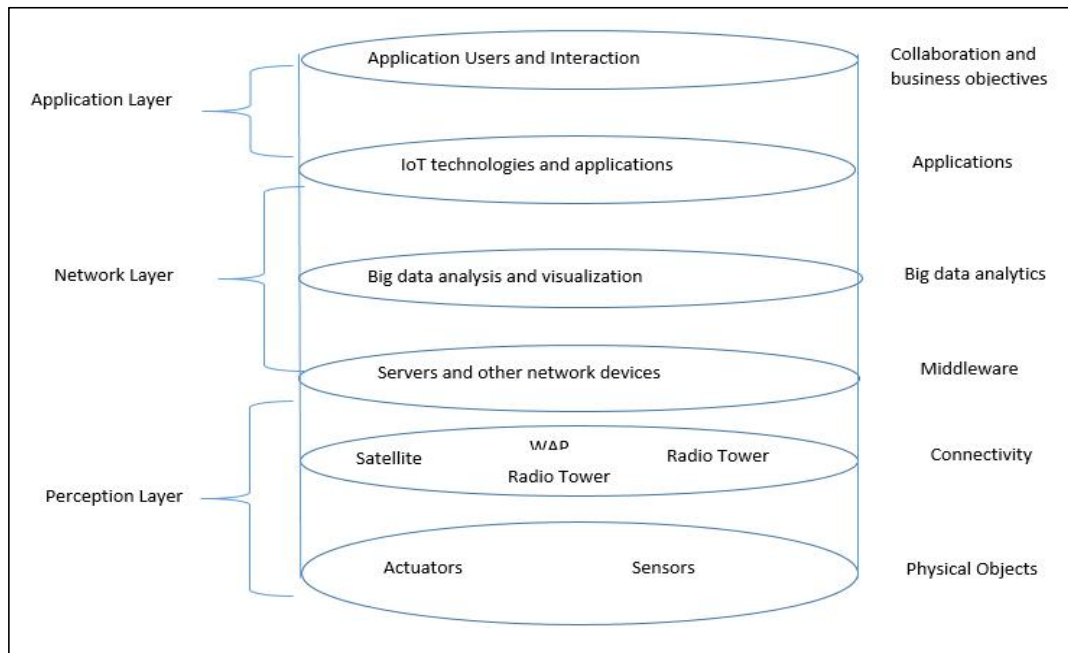 Application Users and Interaction
Collaboration and
business objectives
Application Layer
IoT technologies and applications
Applications
Network Layer
Big data analysis and visualization
Big data analytics
Servers and other network devices
Middleware
WAP
Satellite
Radio Tower
Radio Tower
Connectivity
Perception Layer
Actuators
Sensors
Physical Objects